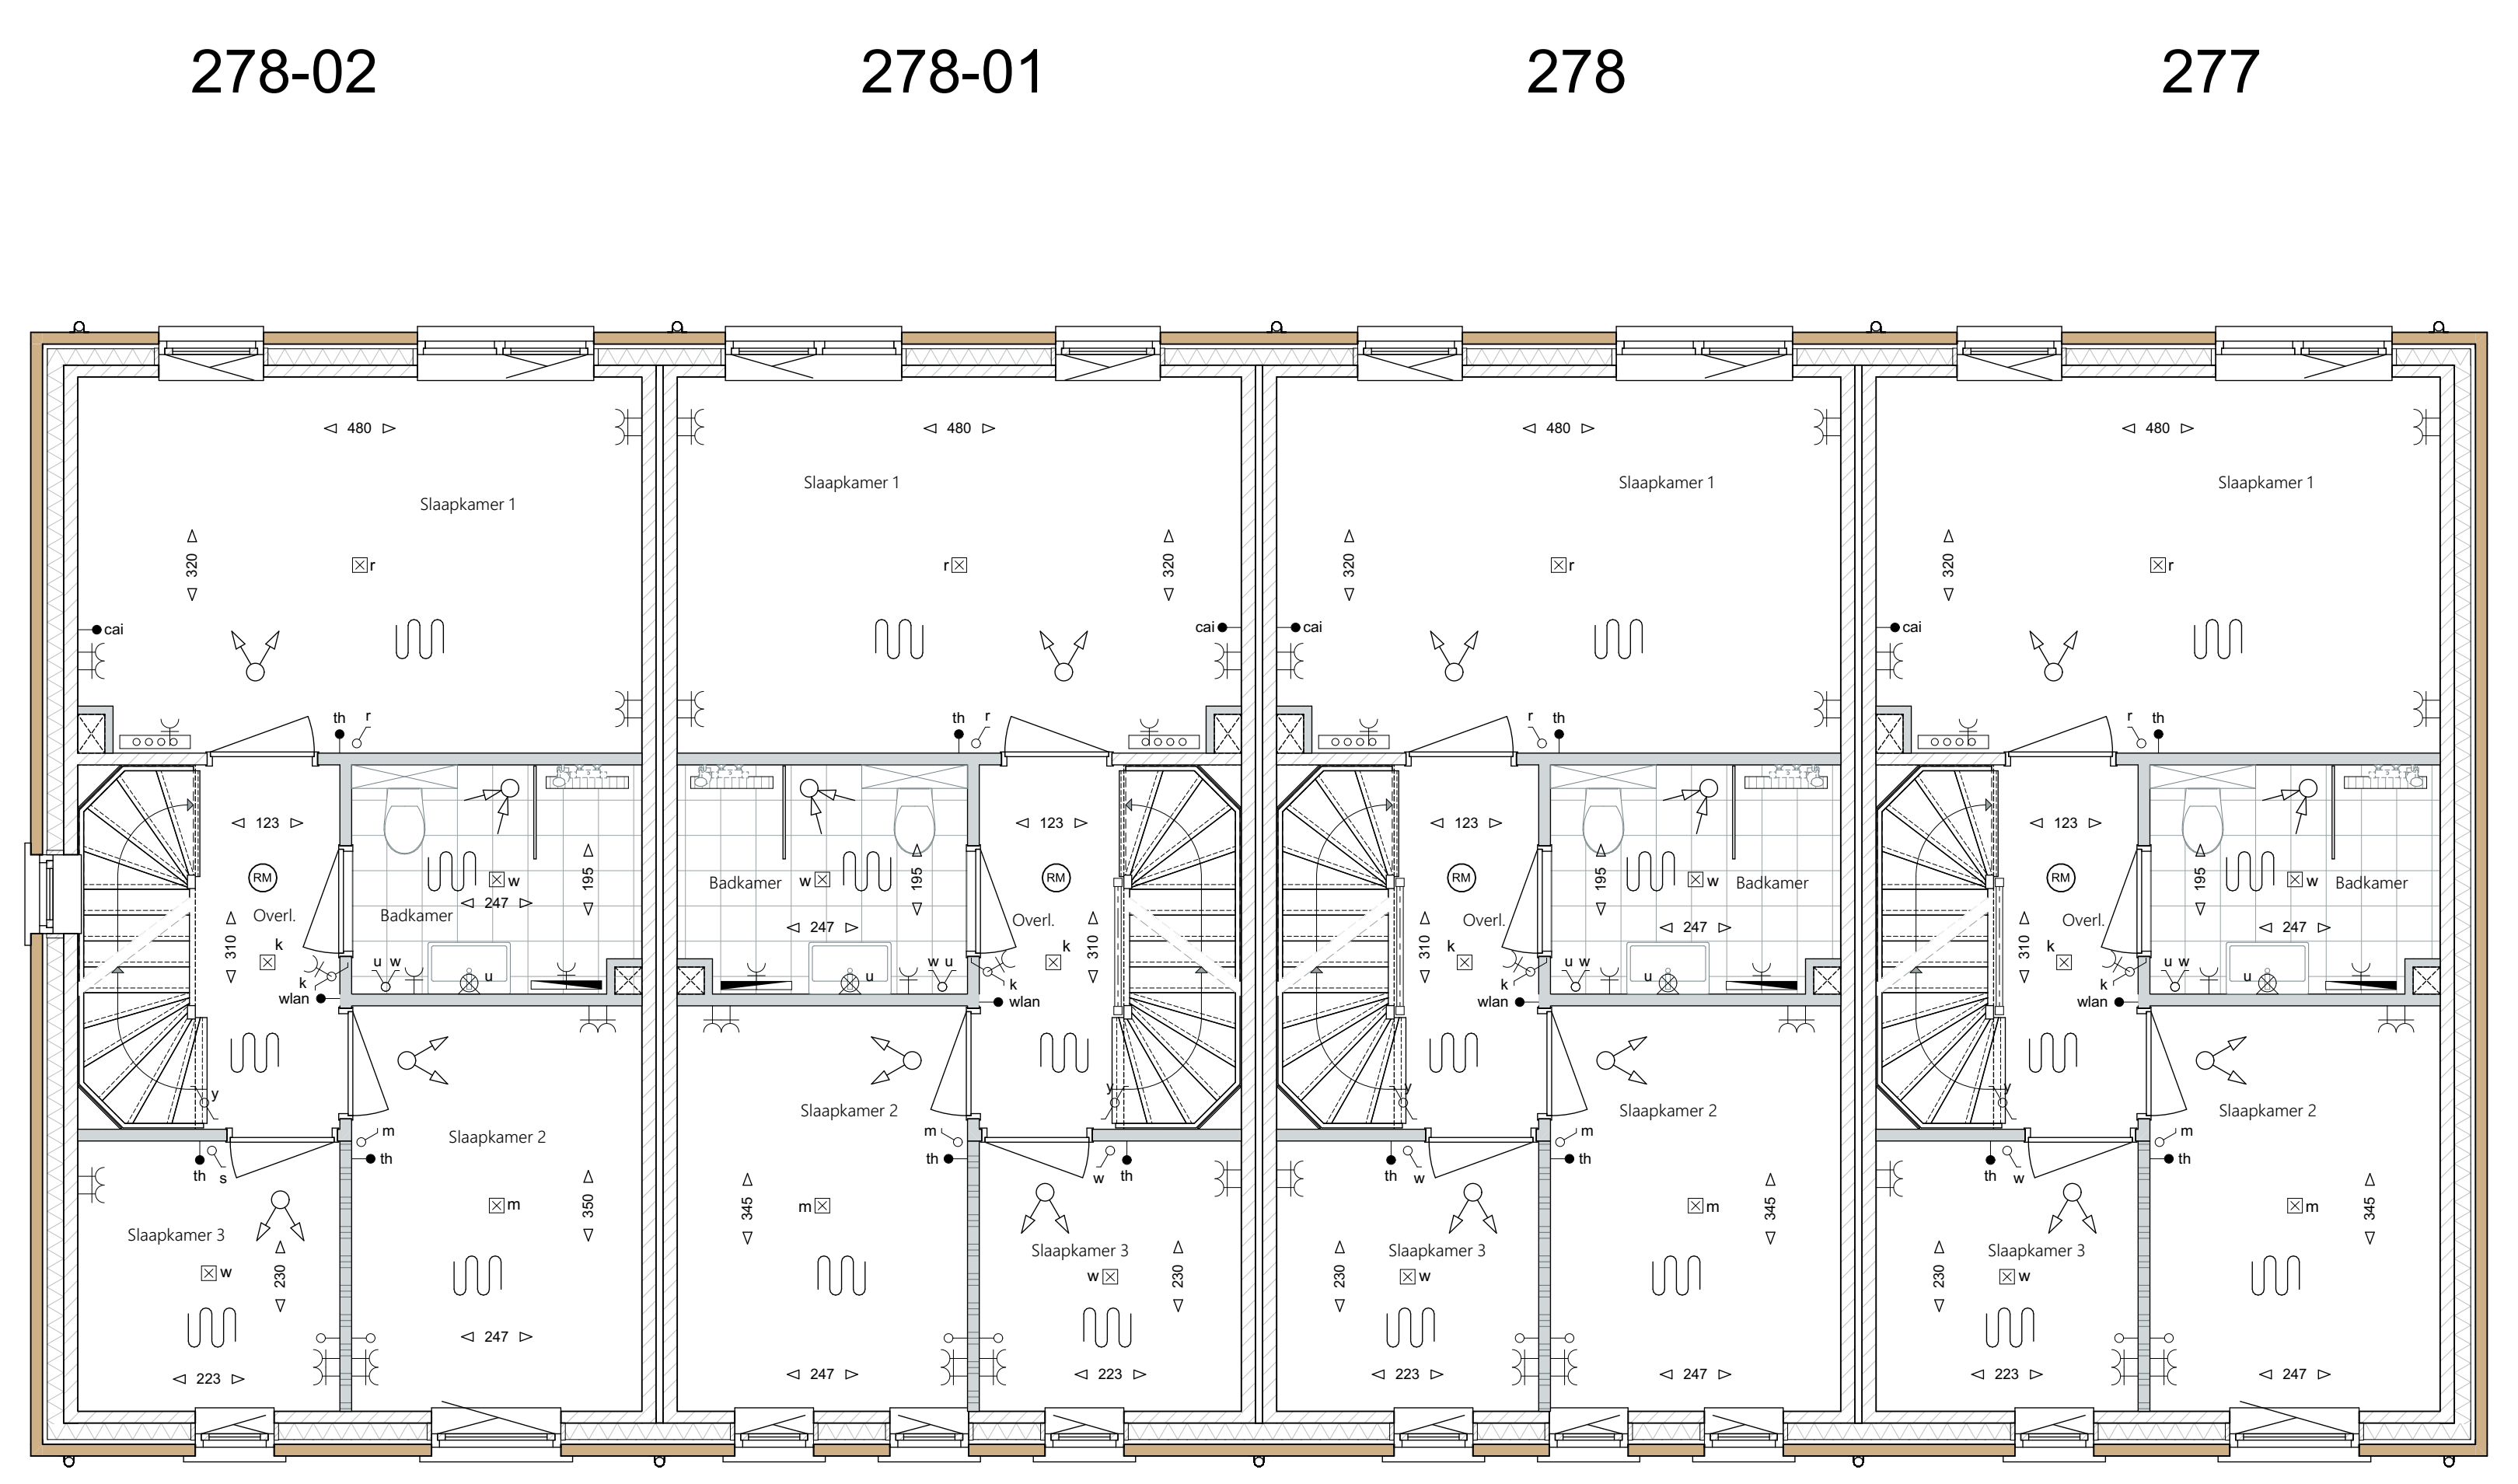 278-02 278-01 278 277
480 480 480 480
Slaapkamer 1 Slaapkamer 1 Slaapkamer 1
Slaapkamer 1
320 r r 320 320 r 320 r
cai cai cai cai
th r th r r th r th
123 123 123 123
RM Badkamer w 195 RM RM 195 w Badkamer RM 195 w Badkamer
w 195
247
Overl. Badkamer Overl. Overl. Overl.
247 247 247
310 k 310 k 310 k 310 k
u w u u w u w u w u w u
k k k k
wlan wlan wlan wlan
y y y y
Slaapkamer 2 Slaapkamer 2 Slaapkamer 2
m m m m
Slaapkamer 2
th th th th
th s w th th w th w
m 350 345 m m 345 m 345
Slaapkamer 3
Slaapkamer 3 Slaapkamer 3 Slaapkamer 3
w 230 w 230 230 w 230 w
247
223 247 223 223 247 223 247